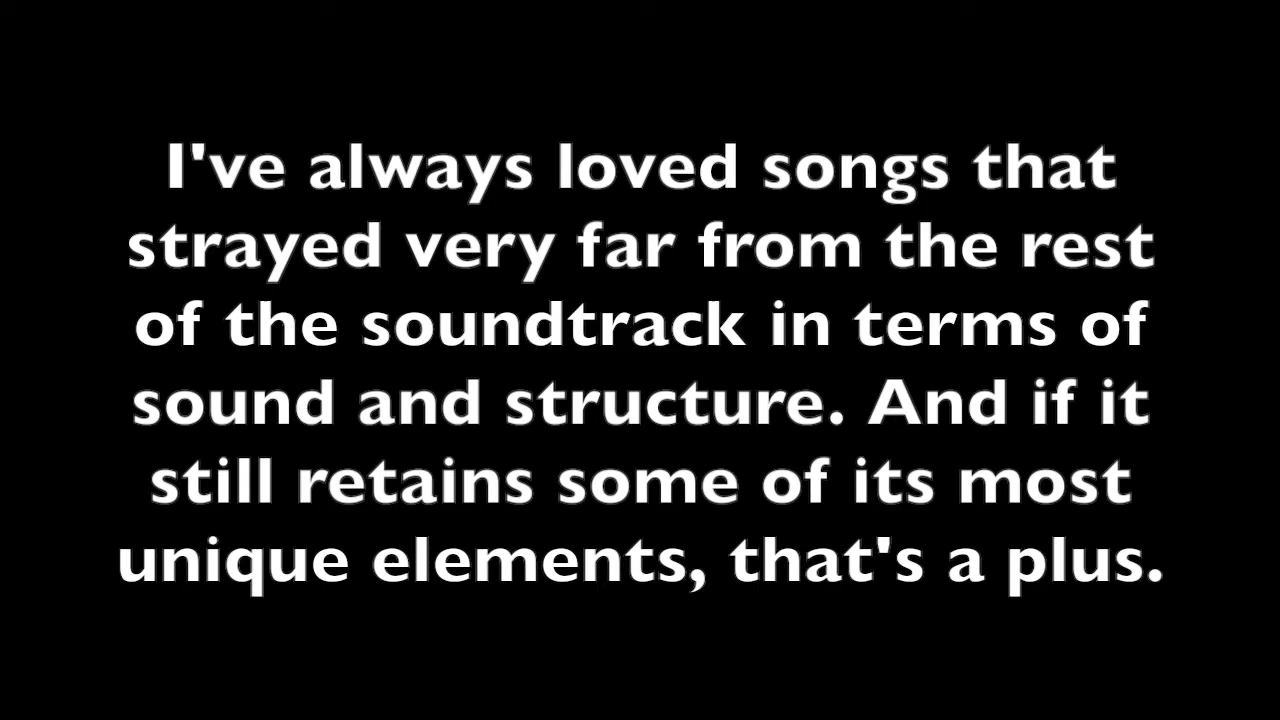 I've always loved songs that
strayed very far from the rest
of the soundtrack in terms of
sound and structure. And if it
still retains some of its most
unique elements, that's a plus.